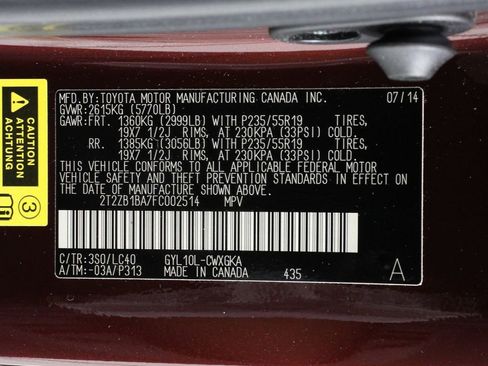 MFD.BY:TOYOTA MOTOR MANUFACTURING CANADA INC. 07/14
GVWR:2615KG (5770LB)
GAWR:FRT. 1360KG (2999LB) WITH P235/55R19 TIRES,
19X7 1/2J RIMS, AT 230KPA (33PSI) COLD.
RR. 1385KG (3056LB) WITH P235/55R19 TIRES,
19X7 1/2J RIMS, AT 230KPA (33PSI) COLD.
THIS VEHICLE CONFORMS TO ALL APPLICABLE FEDERAL MOTOR
VEHICLE SAFETY AND THEFT PREVENTION STANDARDS IN EFFECT
ON THE DATE OF MANUFACTURE SHOWN ABOVE.
2T2ZB1BA7FC002514 MPV
C/TR:3S0/LC40 GYL10L-CWXGKA
A/TM:-03A/P313 MADE IN CANADA 435 A
CAUTION
ACHTUNG
3